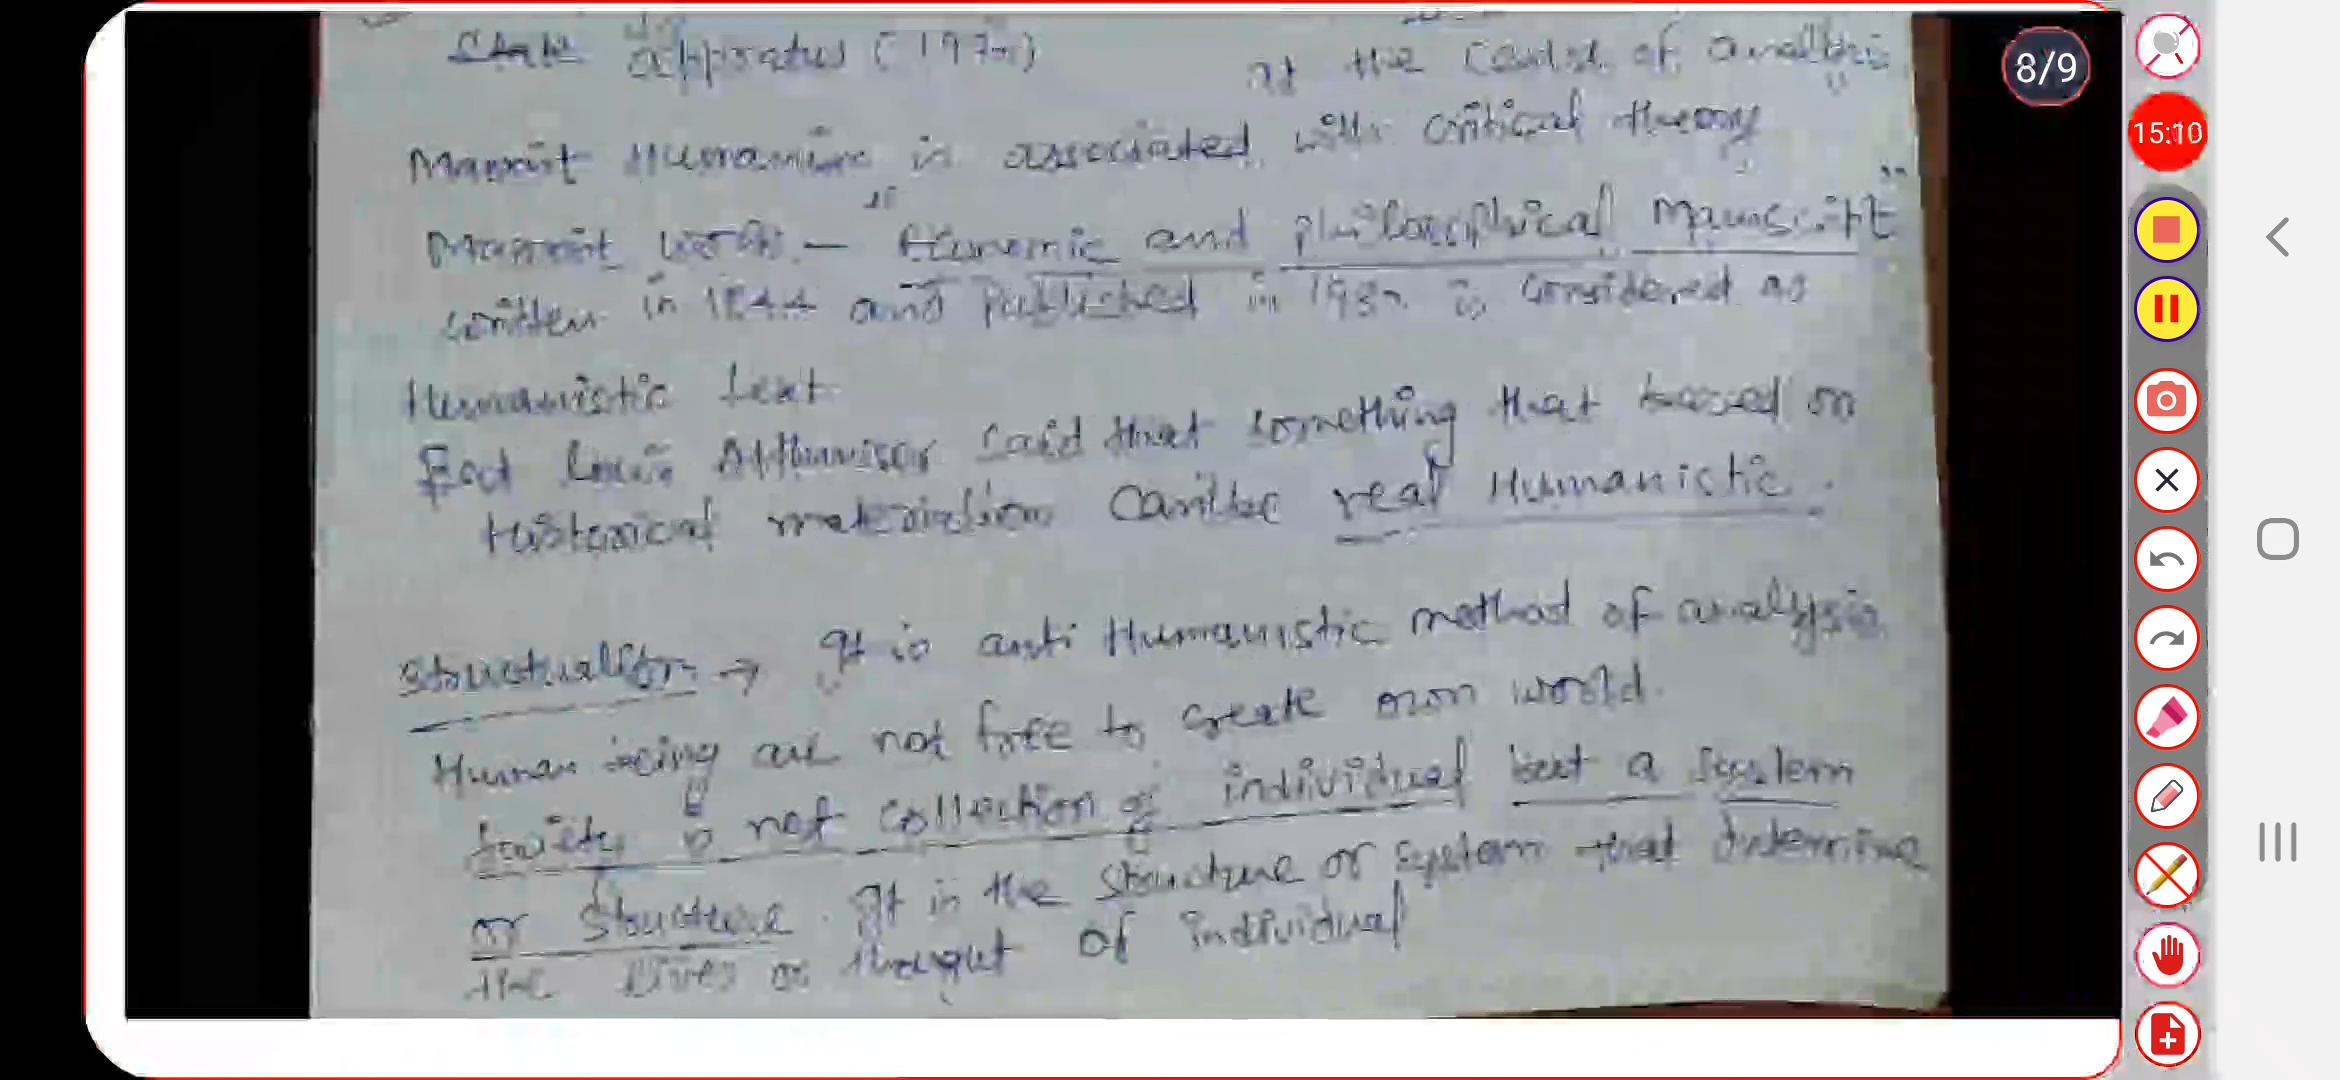 State apparatus (197
at the of
8/9
15:10
Marxist Humanism is associated with critical theory
Marxist work – "Economic and philosophical Manuscript"
written in 1844 and Published in 193 is considered as
Humanistic text
But Louis Althusser said that something that based on
Historical materialism can't be real Humanistic.
Structuralism → It is anti Humanistic method of analysis
Human being are not free to create own world.
Society is not collection of individual but a system
or structure. It is the structure or system that determine
the lives or thought of individual